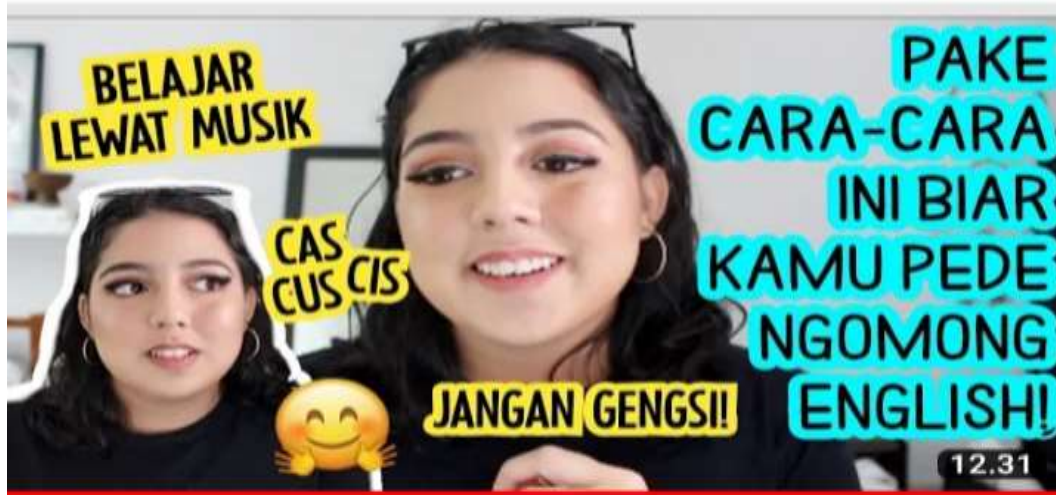 BELAJAR
LEWAT MUSIK
CAS
CUS CIS
JANGAN GENGSI!
PAKE
CARA-CARA
INI BIAR
KAMU PEDE
NGOMONG
ENGLISH!
12.31